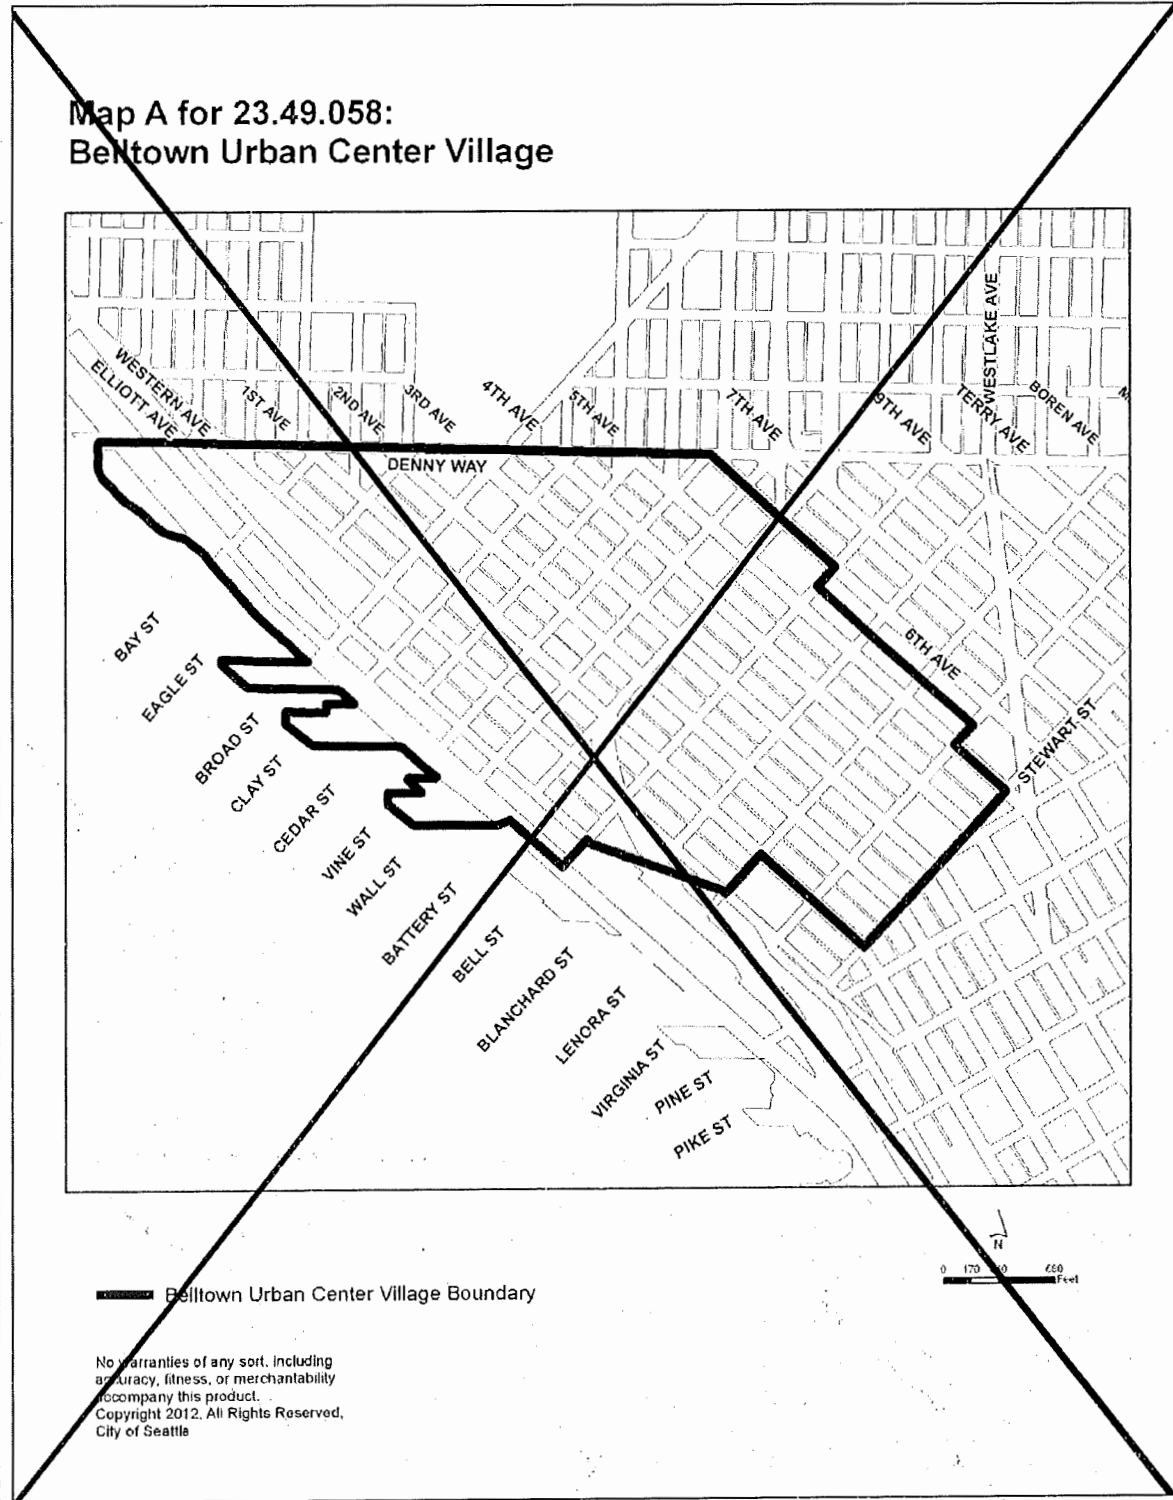 Map A for 23.49.058:
Belltown Urban Center Village
WESTLAKE AVE
WESTERN AVE
ELLIOTT AVE
1ST AVE
2ND AVE
3RD AVE
4TH AVE
5TH AVE
7TH AVE
9TH AVE
TERRY AVE
BOREN AVE
DENNY WAY
6TH AVE
STEWART ST
BAY ST
EAGLE ST
BROAD ST
CLAY ST
CEDAR ST
VINE ST
WALL ST
BATTERY ST
BELL ST
BLANCHARD ST
LENORA ST
VIRGINIA ST
PINE ST
PIKE ST
N
0 170 680
Feet
Belltown Urban Center Village Boundary
No warranties of any sort, including
accuracy, fitness, or merchantability
accompany this product.
Copyright 2012, All Rights Reserved,
City of Seattle